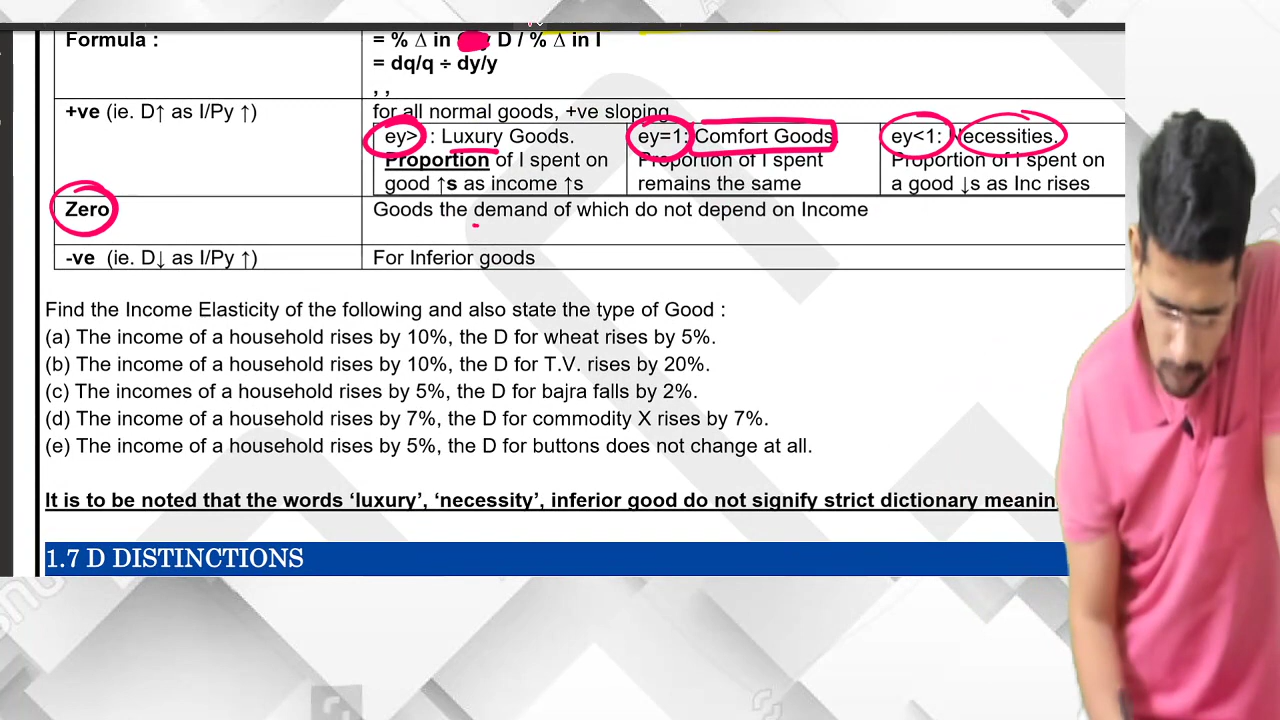 Formula :
= % Δ in D / % Δ in I
= dq/q ÷ dy/y
, ,
+ve (ie. D↑ as I/Py ↑)
for all normal goods, +ve sloping
ey> : Luxury Goods.
Proportion of I spent on
good ↑s as income ↑s
ey=1: Comfort Goods
Proportion of I spent
remains the same
ey<1: Necessities.
Proportion of I spent on
a good ↓s as Inc rises
Zero
Goods the demand of which do not depend on Income
-ve (ie. D↓ as I/Py ↑)
For Inferior goods
Find the Income Elasticity of the following and also state the type of Good :
(a) The income of a household rises by 10%, the D for wheat rises by 5%.
(b) The income of a household rises by 10%, the D for T.V. rises by 20%.
(c) The incomes of a household rises by 5%, the D for bajra falls by 2%.
(d) The income of a household rises by 7%, the D for commodity X rises by 7%.
(e) The income of a household rises by 5%, the D for buttons does not change at all.
It is to be noted that the words ‘luxury’, ‘necessity’, inferior good do not signify strict dictionary meanin
1.7 D DISTINCTIONS